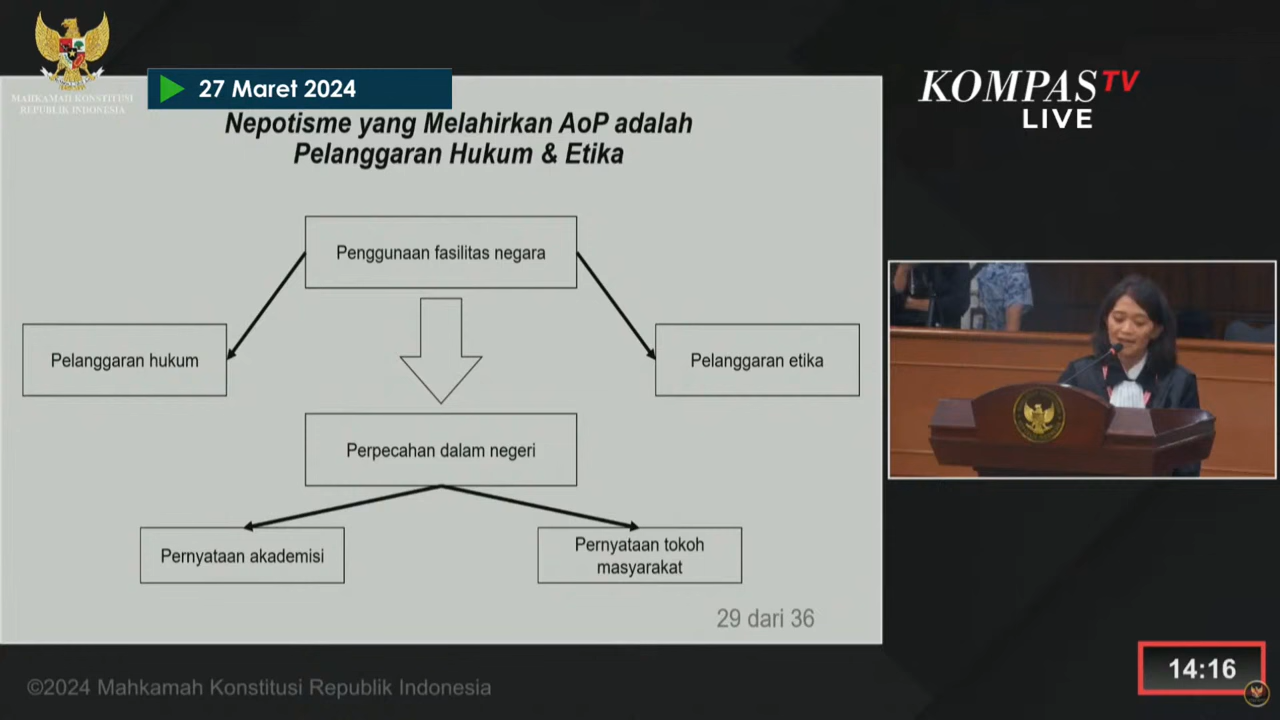 MAHKAMAH KONSTITUSI
REPUBLIK INDONESIA
27 Maret 2024
KOMPASTV
LIVE
Nepotisme yang Melahirkan AoP adalah
Pelanggaran Hukum & Etika
Penggunaan fasilitas negara
Pelanggaran hukum
Pelanggaran etika
Perpecahan dalam negeri
Pernyataan akademisi
Pernyataan tokoh
masyarakat
29 dari 36
©2024 Mahkamah Konstitusi Republik Indonesia
14:16